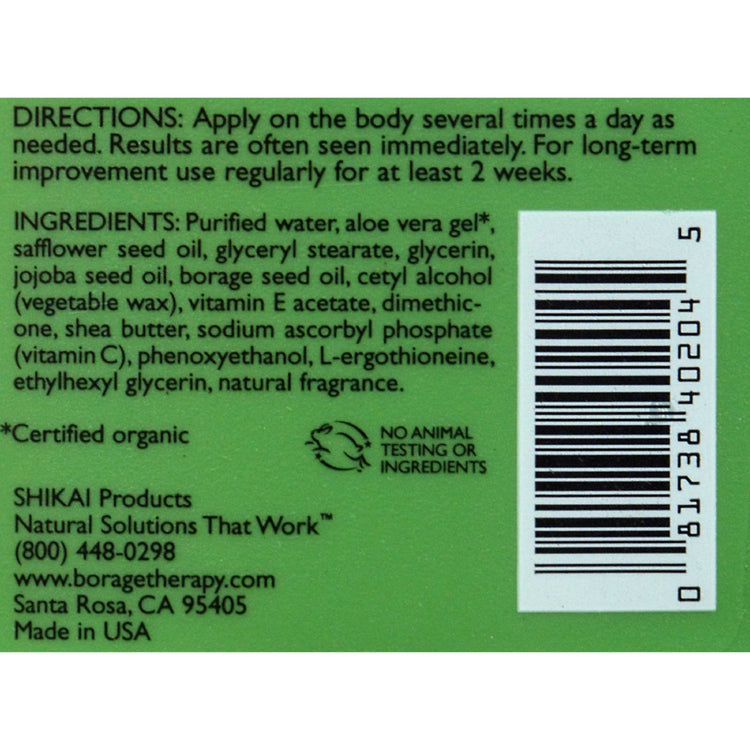 DIRECTIONS: Apply on the body several times a day as
needed. Results are often seen immediately. For long-term
improvement use regularly for at least 2 weeks.
INGREDIENTS: Purified water, aloe vera gel*,
safflower seed oil, glyceryl stearate, glycerin,
jojoba seed oil, borage seed oil, cetyl alcohol
(vegetable wax), vitamin E acetate, dimethic-
one, shea butter, sodium ascorbyl phosphate
(vitamin C), phenoxyethanol, L-ergothioneine,
ethylhexyl glycerin, natural fragrance.
*Certified organic
NO ANIMAL
TESTING OR
INGREDIENTS
SHIKAI Products
Natural Solutions That Work™
(800) 448-0298
www.boragetherapy.com
Santa Rosa, CA 95405
Made in USA
0 81738 40204 5